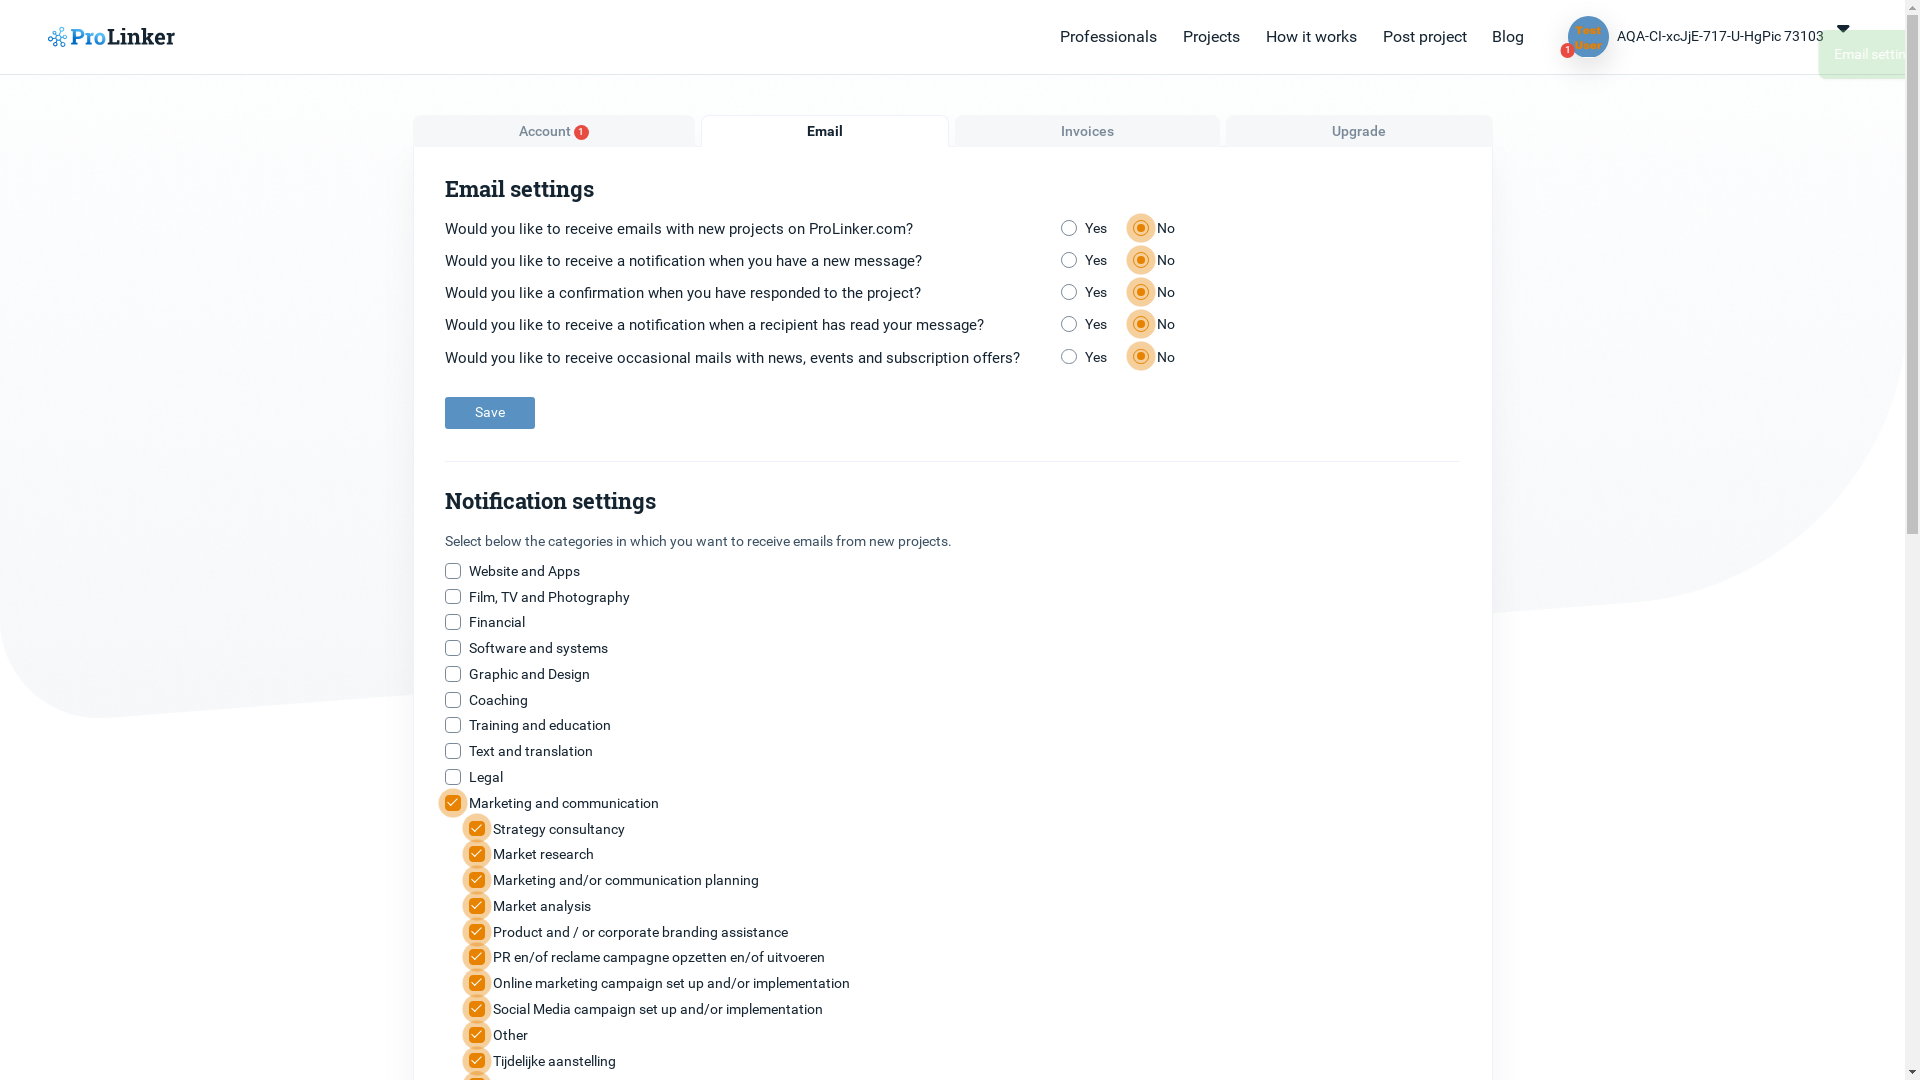 ProLinker
Professionals
Projects
How it works
Post project
Blog
Test
User
1
AQA-CI-xcJjE-717-U-HgPic 73103
Email
Account 1
Email
Invoices
Upgrade
Email settings
Would you like to receive emails with new projects on ProLinker.com? Yes No
Would you like to receive a notification when you have a new message? Yes No
Would you like a confirmation when you have responded to the project? Yes No
Would you like to receive a notification when a recipient has read your message? Yes No
Would you like to receive occasional mails with news, events and subscription offers? Yes No
Save
Notification settings
Select below the categories in which you want to receive emails from new projects.
Website and Apps
Film, TV and Photography
Financial
Software and systems
Graphic and Design
Coaching
Training and education
Text and translation
Legal
Marketing and communication
Strategy consultancy
Market research
Marketing and/or communication planning
Market analysis
Product and / or corporate branding assistance
PR en/of reclame campagne opzetten en/of uitvoeren
Online marketing campaign set up and/or implementation
Social Media campaign set up and/or implementation
Other
Tijdelijke aanstelling